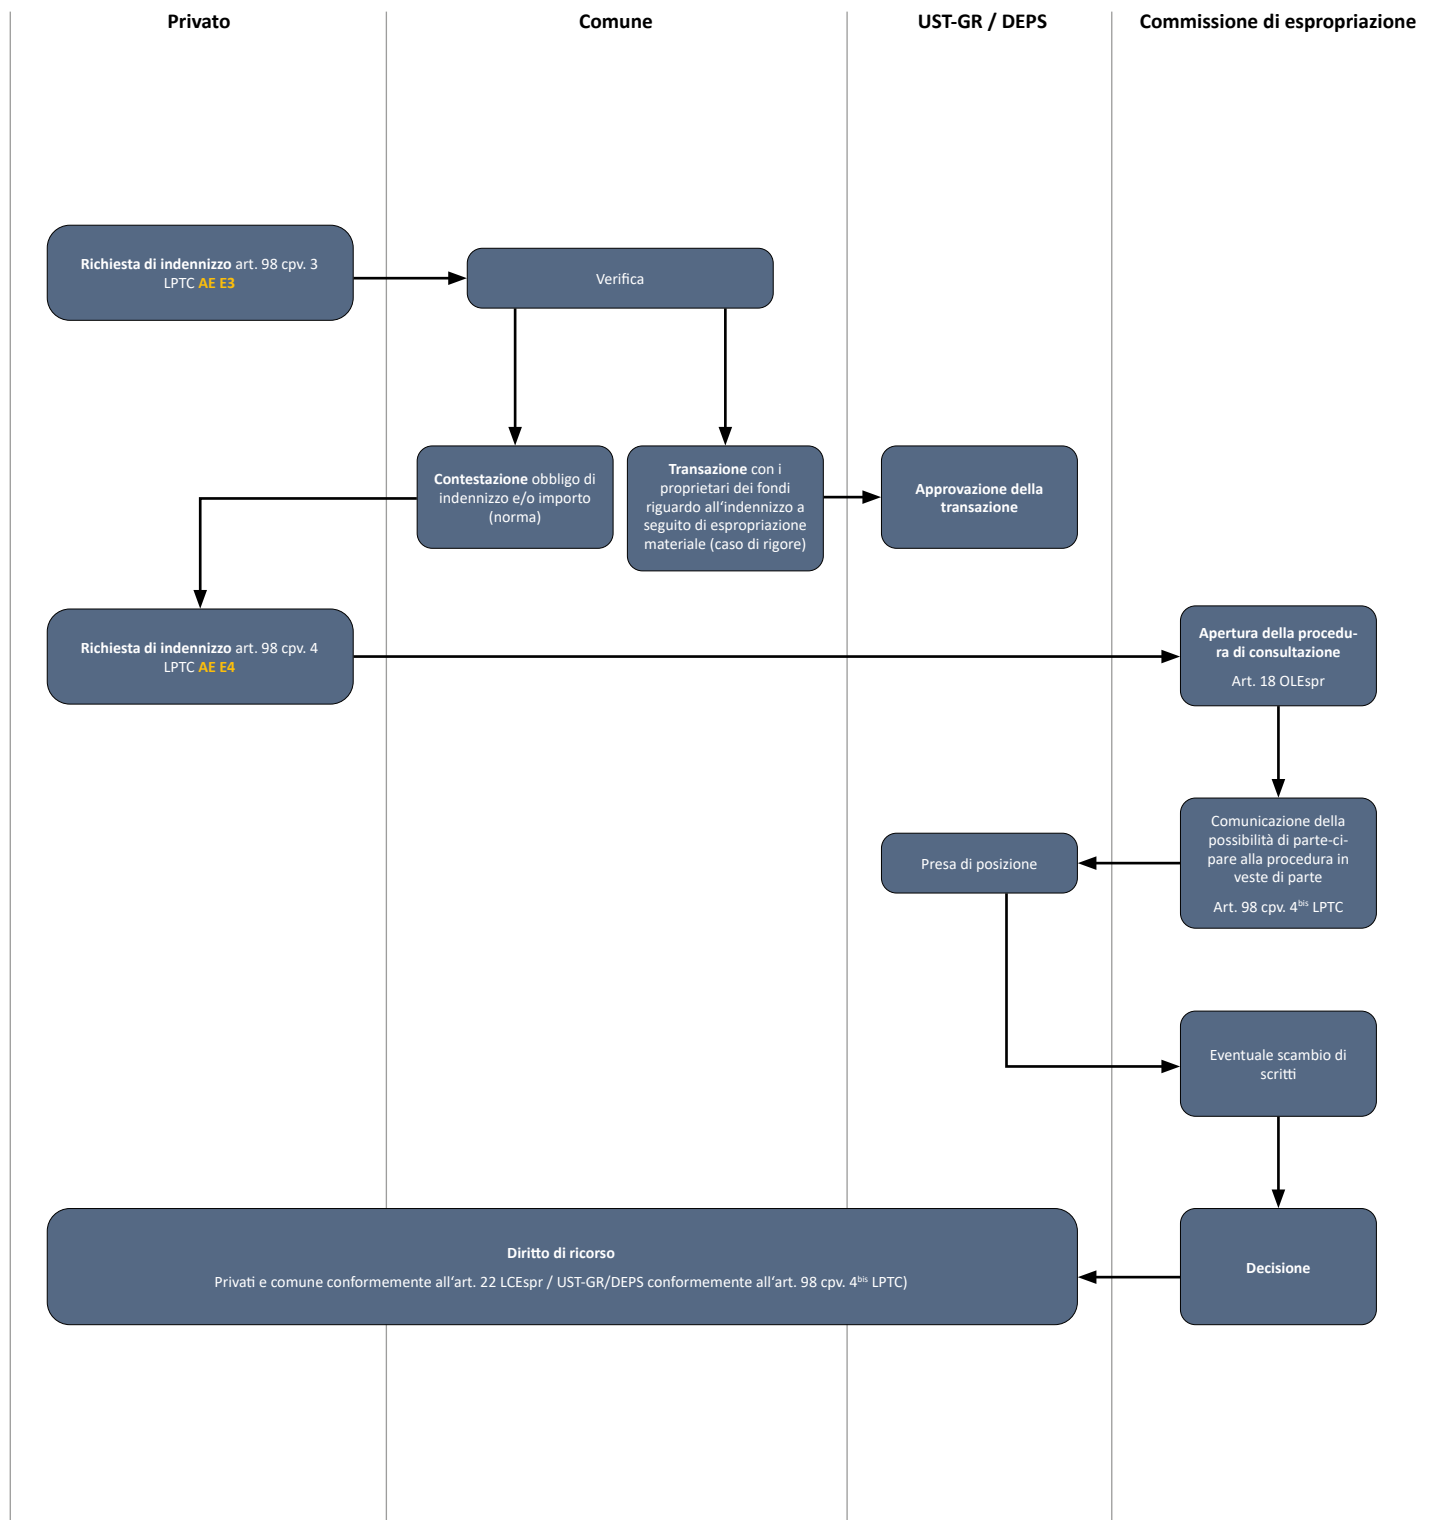 Privato
Comune
UST-GR / DEPS
Commissione di espropriazione
Richiesta di indennizzo art. 98 cpv. 3
LPTC AE E3
Verifica
Contestazione obbligo di
indennizzo e/o importo
(norma)
Transazione con i
proprietari dei fondi
riguardo all‘indennizzo a
seguito di espropriazione
materiale (caso di rigore)
Approvazione della
transazione
Richiesta di indennizzo art. 98 cpv. 4
LPTC AE E4
Apertura della procedu-
ra di consultazione
Art. 18 OLEspr
Comunicazione della
possibilità di parte-ci-
pare alla procedura in
veste di parte
Art. 98 cpv. 4bis LPTC
Presa di posizione
Eventuale scambio di
scritti
Diritto di ricorso
Privati e comune conformemente all‘art. 22 LCEspr / UST-GR/DEPS conformemente all‘art. 98 cpv. 4bis LPTC)
Decisione